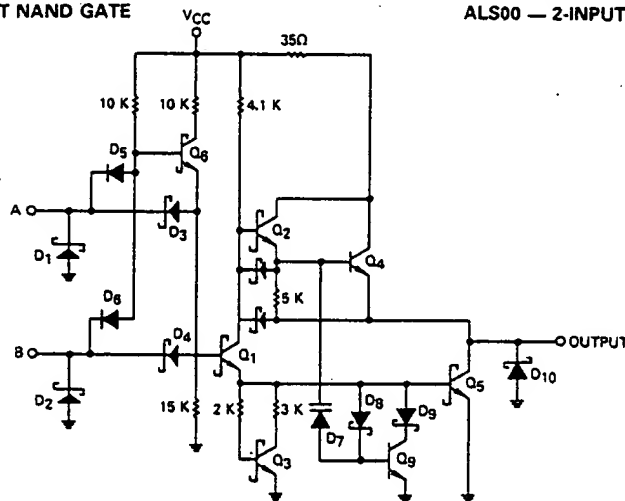 T NAND GATE
ALS00 — 2-INPUT
VCC
35Ω
10 K
10 K
4.1 K
D5
Q6
A
D3
D1
Q2
Q4
5 K
D6
B
D4
Q1
OUTPUT
D2
Q5
D10
15 K
2 K
3 K
D7
D8
D9
Q3
Q9